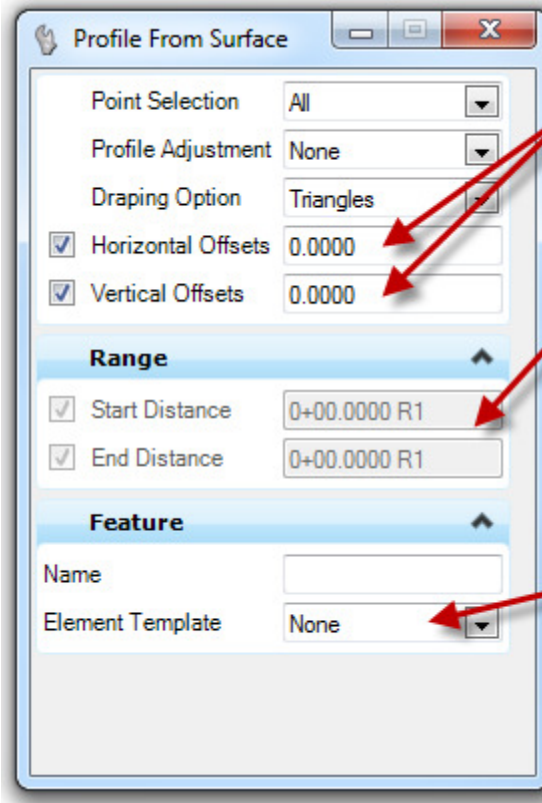 Profile From Surface
Point Selection All
Profile Adjustment None
Draping Option Triangles
Horizontal Offsets 0.0000
Vertical Offsets 0.0000
Range
Start Distance 0+00.0000 R1
End Distance 0+00.0000 R1
Feature
Name
Element Template None